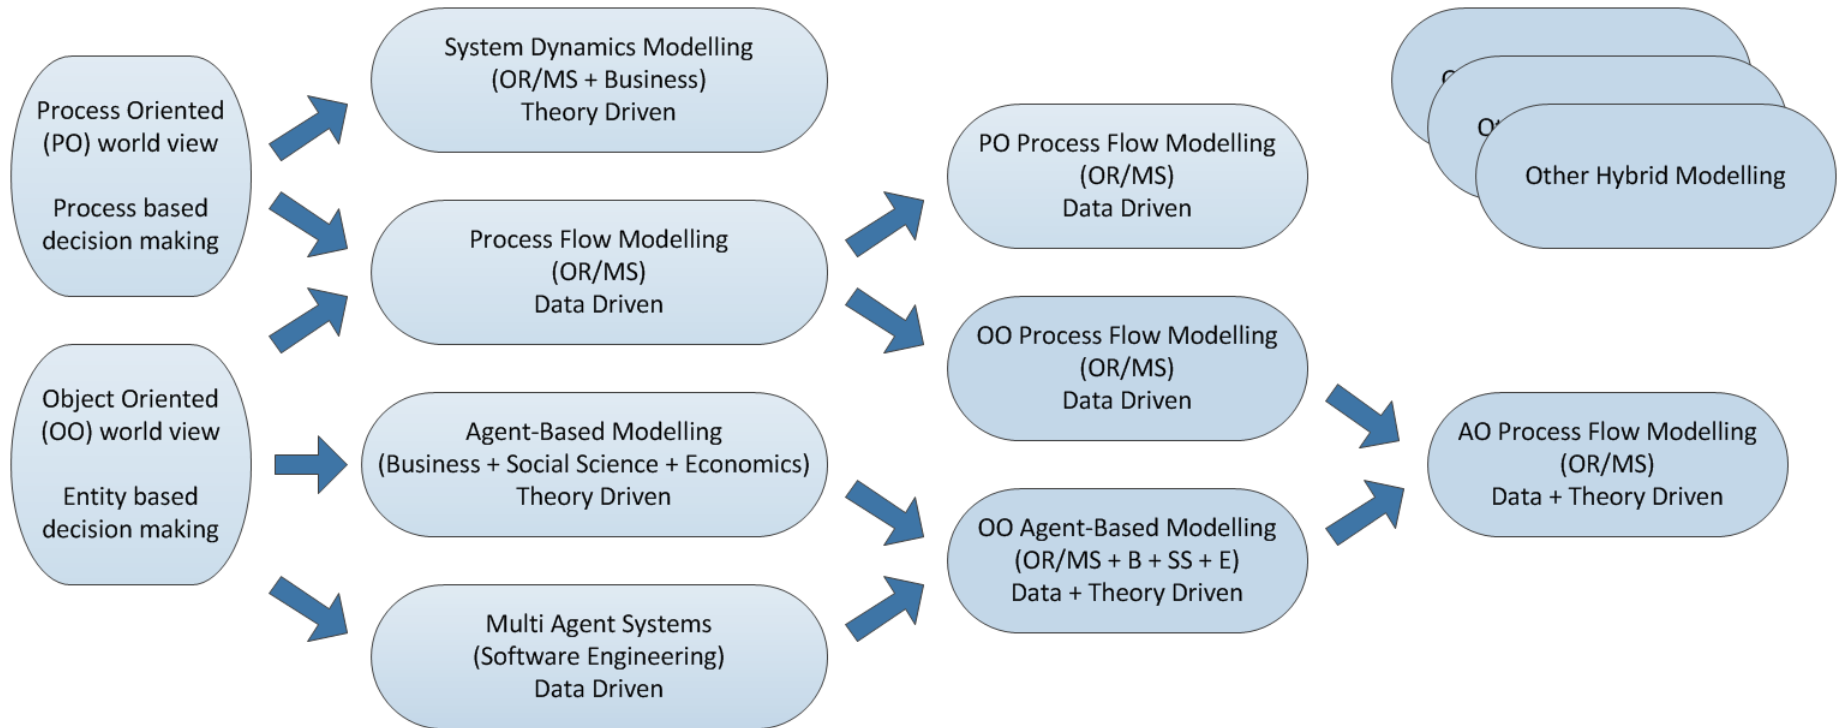 Process Oriented
(PO) world view
Process based
decision making
Object Oriented
(OO) world view
Entity based
decision making
System Dynamics Modelling
(OR/MS + Business)
Theory Driven
Process Flow Modelling
(OR/MS)
Data Driven
Agent-Based Modelling
(Business + Social Science + Economics)
Theory Driven
Multi Agent Systems
(Software Engineering)
Data Driven
PO Process Flow Modelling
(OR/MS)
Data Driven
OO Process Flow Modelling
(OR/MS)
Data Driven
OO Agent-Based Modelling
(OR/MS + B + SS + E)
Data + Theory Driven
Other Hybrid Modelling
AO Process Flow Modelling
(OR/MS)
Data + Theory Driven